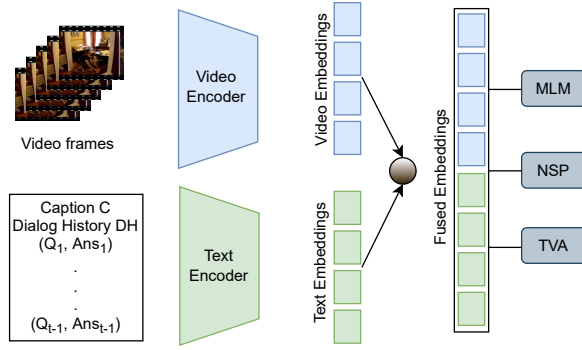 Video frames
Video
Encoder
Video Embeddings
Caption C
Dialog History DH
(Q1, Ans1)
.
.
.
(Qt-1, Anst-1)
Text
Encoder
Text Embeddings
Fused Embeddings
MLM
NSP
TVA